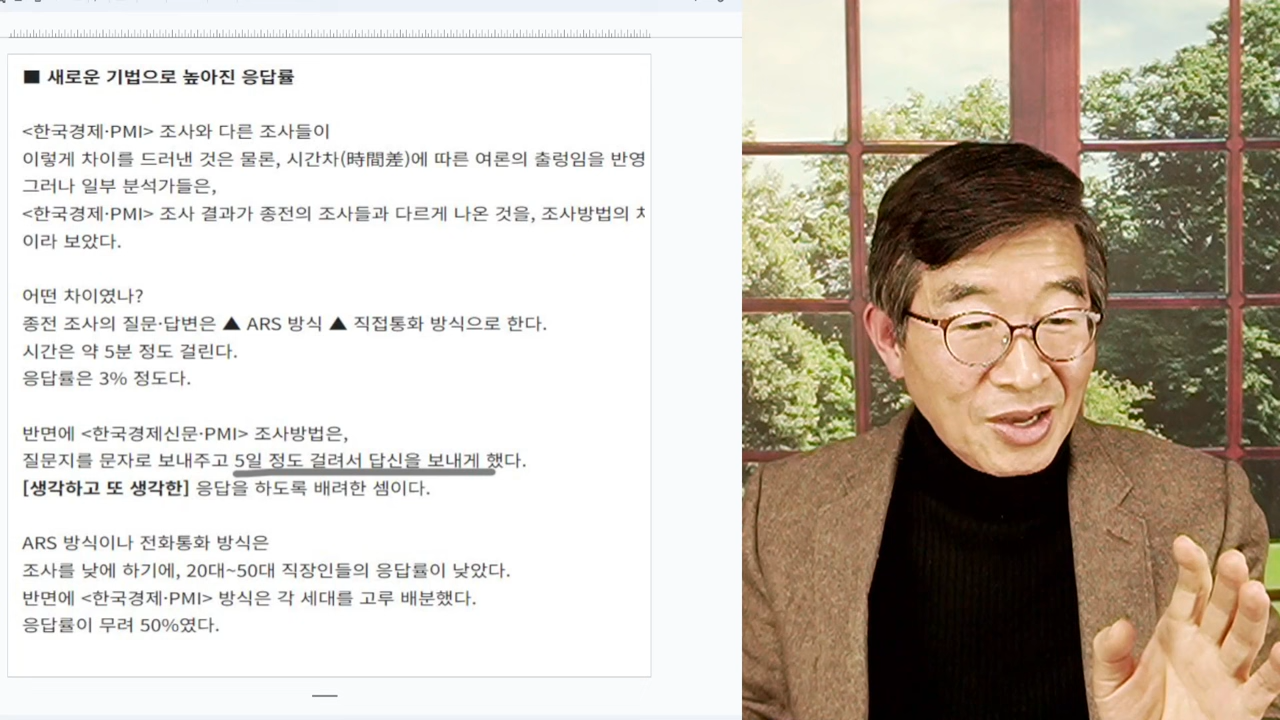 ■ 새로운 기법으로 높아진 응답률
<한국경제·PMI> 조사와 다른 조사들이
이렇게 차이를 드러낸 것은 물론, 시간차(時間差)에 따른 여론의 출렁임을 반영
그러나 일부 분석가들은,
<한국경제·PMI> 조사 결과가 종전의 조사들과 다르게 나온 것을, 조사방법의
이라 보았다.
어떤 차이였나?
종전 조사의 질문·답변은 ▲ ARS 방식 ▲ 직접통화 방식으로 한다.
시간은 약 5분 정도 걸린다.
응답률은 3% 정도다.
반면에 <한국경제신문·PMI> 조사방법은,
질문지를 문자로 보내주고 5일 정도 걸려서 답신을 보내게 했다.
[생각하고 또 생각한] 응답을 하도록 배려한 셈이다.
ARS 방식이나 전화통화 방식은
조사를 낮에 하기에, 20대~50대 직장인들의 응답률이 낮았다.
반면에 <한국경제·PMI> 방식은 각 세대를 고루 배분했다.
응답률이 무려 50%였다.